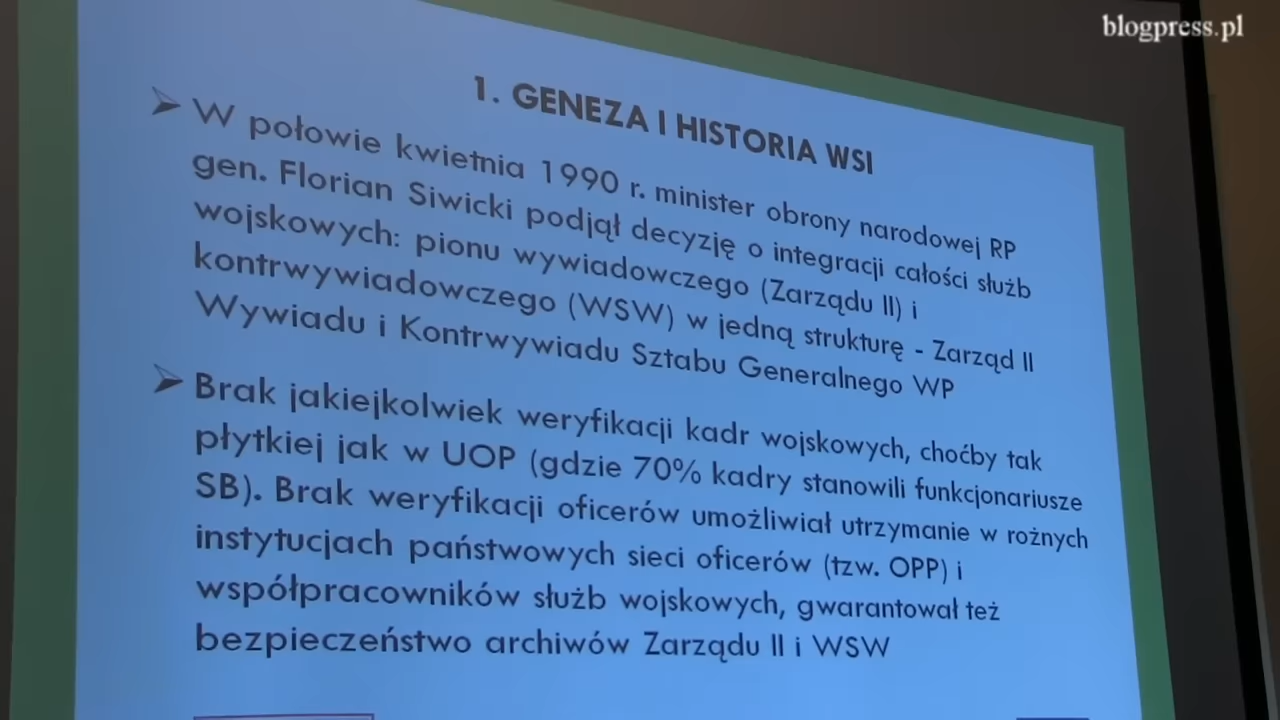 blogpress.pl
1. GENEZA I HISTORIA WSI
W połowie kwietnia 1990 r. minister obrony narodowej RP
gen. Florian Siwicki podjął decyzję o integracji całości służb
wojskowych: pionu wywiadowczego (Zarządu II) i
kontrwywiadowczego (WSW) w jedną strukturę - Zarząd II
Wywiadu i Kontrwywiadu Sztabu Generalnego WP
Brak jakiejkolwiek weryfikacji kadr wojskowych, choćby tak
płytkiej jak w UOP (gdzie 70% kadry stanowili funkcjonariusze
SB). Brak weryfikacji oficerów umożliwiał utrzymanie w rożnych
instytucjach państwowych sieci oficerów (tzw. OPP) i
współpracowników służb wojskowych, gwarantował też
bezpieczeństwo archiwów Zarządu II i WSW